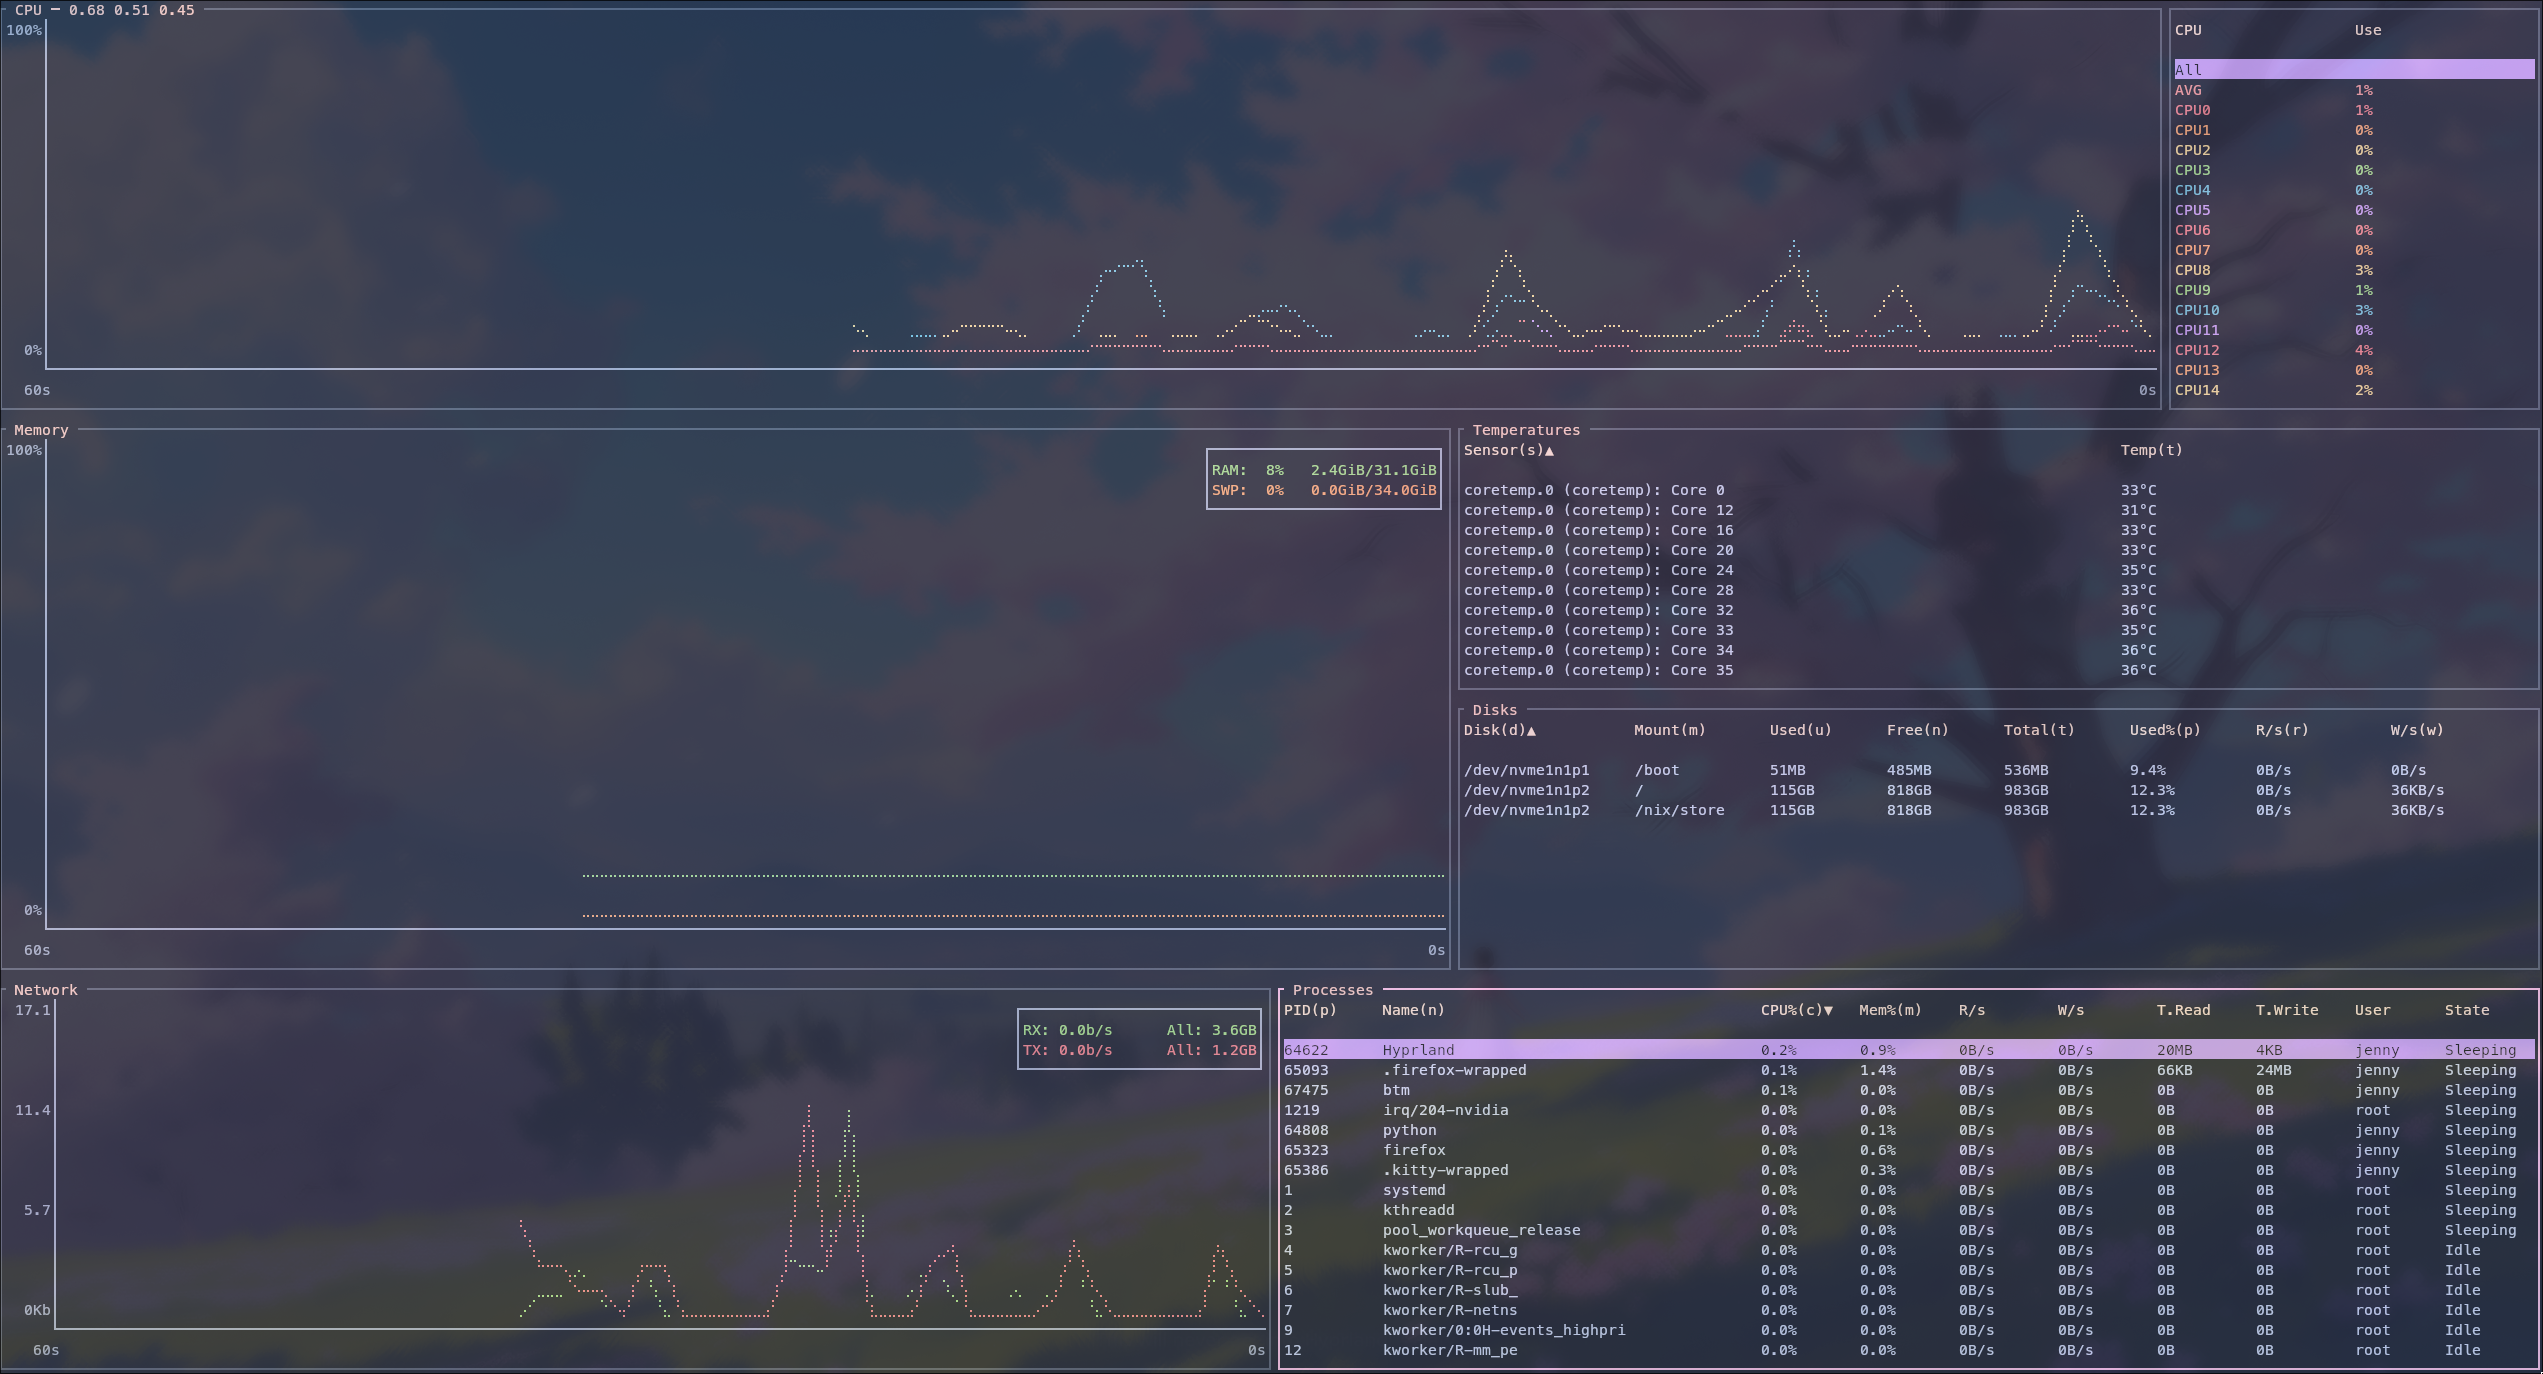 CPU — 0.68 0.51 0.45
100%
0%
60s 0s
CPU Use
All
AVG 1%
CPU0 1%
CPU1 0%
CPU2 0%
CPU3 0%
CPU4 0%
CPU5 0%
CPU6 0%
CPU7 0%
CPU8 3%
CPU9 1%
CPU10 3%
CPU11 0%
CPU12 4%
CPU13 0%
CPU14 2%
Memory
100%
RAM: 8% 2.4GiB/31.1GiB
SWP: 0% 0.0GiB/34.0GiB
0%
60s 0s
Temperatures
Sensor(s)▲ Temp(t)
coretemp.0 (coretemp): Core 0 33°C
coretemp.0 (coretemp): Core 12 31°C
coretemp.0 (coretemp): Core 16 33°C
coretemp.0 (coretemp): Core 20 33°C
coretemp.0 (coretemp): Core 24 35°C
coretemp.0 (coretemp): Core 28 33°C
coretemp.0 (coretemp): Core 32 36°C
coretemp.0 (coretemp): Core 33 35°C
coretemp.0 (coretemp): Core 34 36°C
coretemp.0 (coretemp): Core 35 36°C
Disks
Disk(d)▲ Mount(m) Used(u) Free(n) Total(t) Used%(p) R/s(r) W/s(w)
/dev/nvme1n1p1 /boot 51MB 485MB 536MB 9.4% 0B/s 0B/s
/dev/nvme1n1p2 / 115GB 818GB 983GB 12.3% 0B/s 36KB/s
/dev/nvme1n1p2 /nix/store 115GB 818GB 983GB 12.3% 0B/s 36KB/s
Network
17.1
RX: 0.0b/s All: 3.6GB
TX: 0.0b/s All: 1.2GB
11.4
5.7
0Kb
60s 0s
Processes
PID(p) Name(n) CPU%(c)▼ Mem%(m) R/s W/s T.Read T.Write User State
64622 Hyprland 0.2% 0.9% 0B/s 0B/s 20MB 4KB jenny Sleeping
65093 .firefox-wrapped 0.1% 1.4% 0B/s 0B/s 66KB 24MB jenny Sleeping
67475 btm 0.1% 0.0% 0B/s 0B/s 0B 0B jenny Sleeping
1219 irq/204-nvidia 0.0% 0.0% 0B/s 0B/s 0B 0B root Sleeping
64808 python 0.0% 0.1% 0B/s 0B/s 0B 0B jenny Sleeping
65323 firefox 0.0% 0.6% 0B/s 0B/s 0B 0B jenny Sleeping
65386 .kitty-wrapped 0.0% 0.3% 0B/s 0B/s 0B 0B jenny Sleeping
1 systemd 0.0% 0.0% 0B/s 0B/s 0B 0B root Sleeping
2 kthreadd 0.0% 0.0% 0B/s 0B/s 0B 0B root Sleeping
3 pool_workqueue_release 0.0% 0.0% 0B/s 0B/s 0B 0B root Sleeping
4 kworker/R-rcu_g 0.0% 0.0% 0B/s 0B/s 0B 0B root Idle
5 kworker/R-rcu_p 0.0% 0.0% 0B/s 0B/s 0B 0B root Idle
6 kworker/R-slub_ 0.0% 0.0% 0B/s 0B/s 0B 0B root Idle
7 kworker/R-netns 0.0% 0.0% 0B/s 0B/s 0B 0B root Idle
9 kworker/0:0H-events_highpri 0.0% 0.0% 0B/s 0B/s 0B 0B root Idle
12 kworker/R-mm_pe 0.0% 0.0% 0B/s 0B/s 0B 0B root Idle